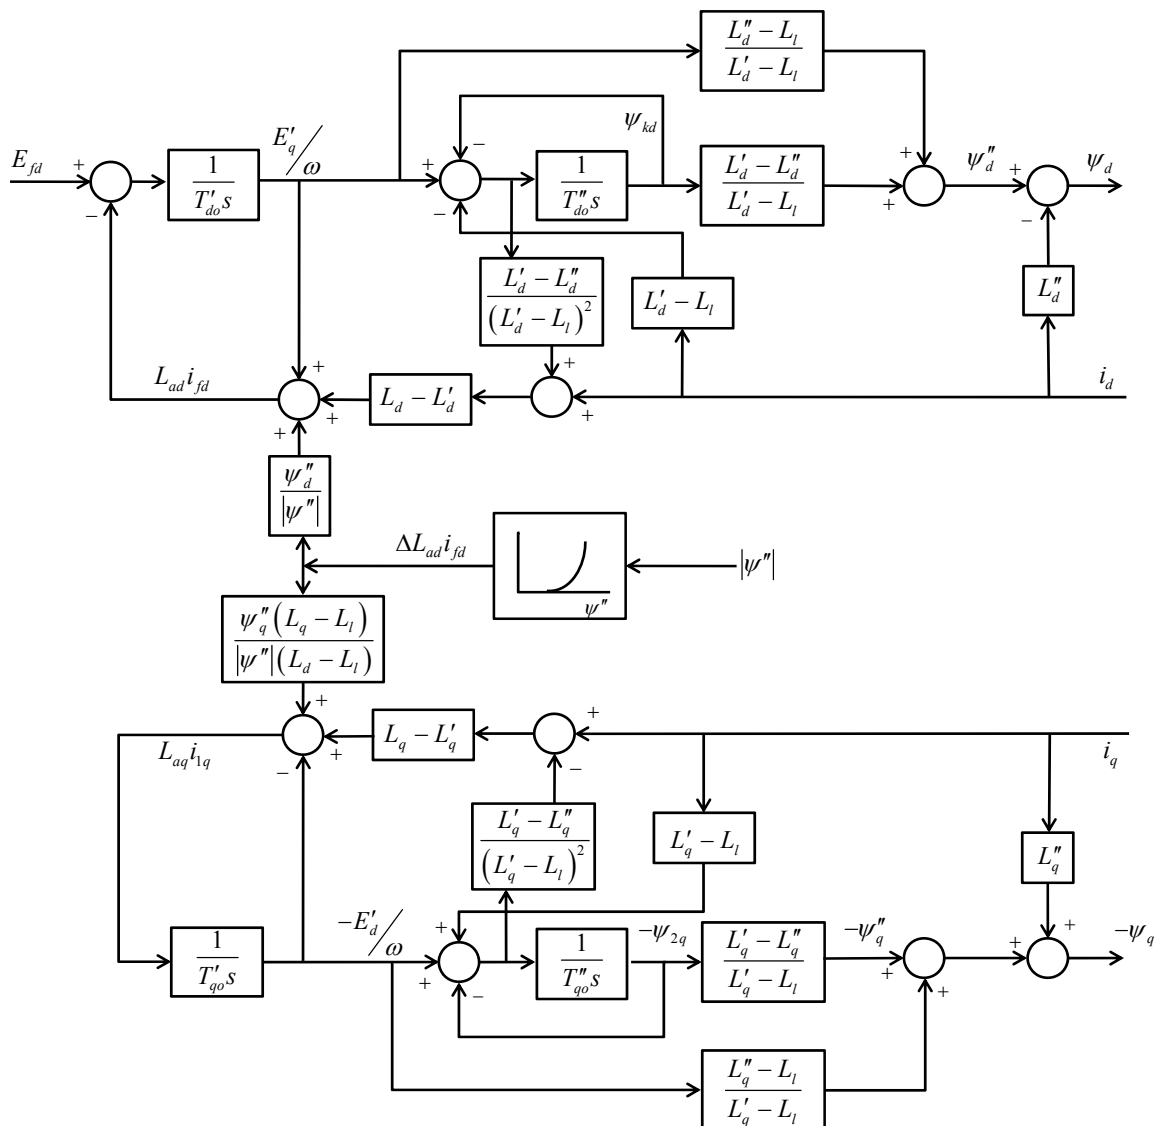 L″_d − L_l
L′_d − L_l
ψ_kd
E_fd
+
−
1
T′_do s
E′_q/ω
+
−
−
1
T″_do s
L′_d − L″_d
L′_d − L_l
+
+
ψ″_d
+
−
ψ_d
L′_d − L″_d
(L′_d − L_l)²
L′_d − L_l
L″_d
L_ad i_fd
+
+
+
L_d − L′_d
+
+
i_d
ψ″_d
|ψ″|
ΔL_ad i_fd
ψ″
|ψ″|
ψ″_q (L_q − L_l)
|ψ″| (L_d − L_l)
+
+
−
L_aq i_1q
L_q − L′_q
+
−
i_q
L′_q − L″_q
(L′_q − L_l)²
L′_q − L_l
L″_q
1
T′_qo s
−E′_d/ω
+
+
−
1
T″_qo s
−ψ_2q
L′_q − L″_q
L′_q − L_l
−ψ″_q
+
+
+
+
−ψ_q
L″_q − L_l
L′_q − L_l